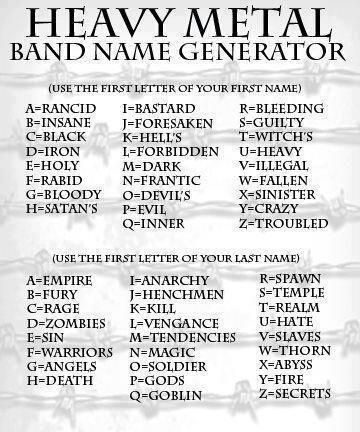 HEAVY METAL
BAND NAME GENERATOR
(USE THE FIRST LETTER OF YOUR FIRST NAME)
A=RANCID
B=INSANE
C=BLACK
D=IRON
E=HOLY
F=RABID
G=BLOODY
H=SATAN'S
I=BASTARD
J=FORESAKEN
K=HELL'S
L=FORBIDDEN
M=DARK
N=FRANTIC
O=DEVIL'S
P=EVIL
Q=INNER
R=BLEEDING
S=GUILTY
T=WITCH'S
U=HEAVY
V=ILLEGAL
W=FALLEN
X=SINISTER
Y=CRAZY
Z=TROUBLED
(USE THE FIRST LETTER OF YOUR LAST NAME)
A=EMPIRE
B=FURY
C=RAGE
D=ZOMBIES
E=SIN
F=WARRIORS
G=ANGELS
H=DEATH
I=ANARCHY
J=HENCHMEN
K=KILL
L=VENGANCE
M=TENDENCIES
N=MAGIC
O=SOLDIER
P=GODS
Q=GOBLIN
R=SPAWN
S=TEMPLE
T=REALM
U=HATE
V=SLAVES
W=THORN
X=ABYSS
Y=FIRE
Z=SECRETS